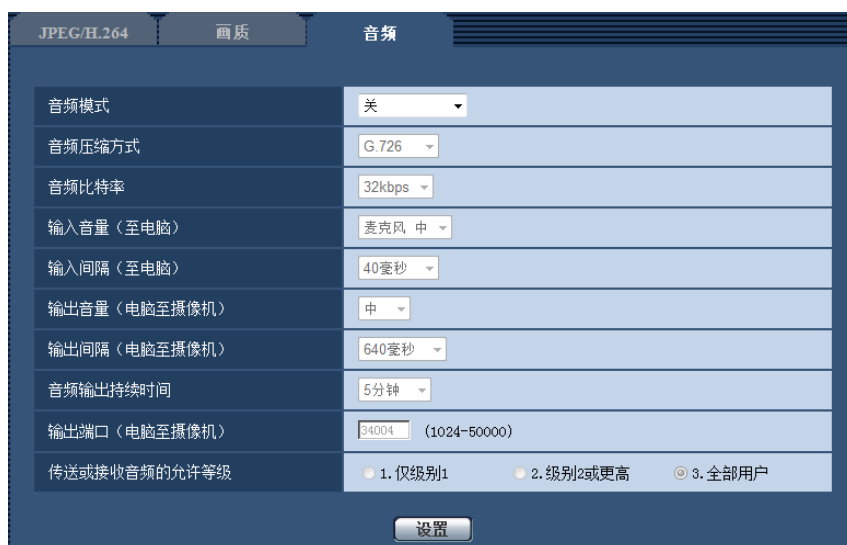 JPEG/H.264 画质 音频
音频模式 关
音频压缩方式 G.726
音频比特率 32kbps
输入音量（至电脑） 麦克风 中
输入间隔（至电脑） 40毫秒
输出音量（电脑至摄像机） 中
输出间隔（电脑至摄像机） 640毫秒
音频输出持续时间 5分钟
输出端口（电脑至摄像机） 34004 (1024-50000)
传送或接收音频的允许等级 1.仅级别1 2.级别2或更高 3.全部用户
设置